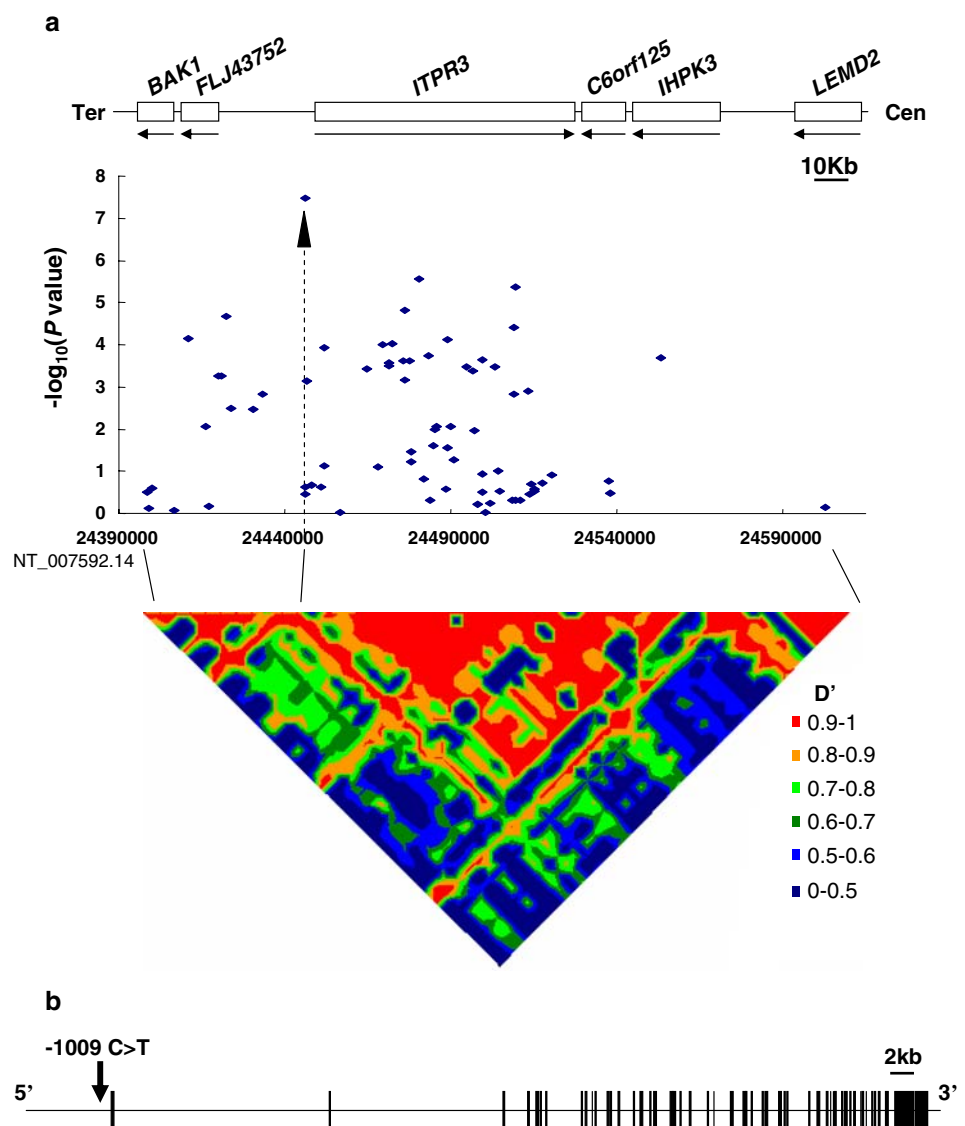 a
BAK1 FLJ43752 ITPR3 C6orf125 IHPK3 LEMD2
Ter Cen
10Kb
-log10(P value)
8
7
6
5
4
3
2
1
0
24390000 24440000 24490000 24540000 24590000
NT_007592.14
D’
0.9-1
0.8-0.9
0.7-0.8
0.6-0.7
0.5-0.6
0-0.5
b
-1009 C>T
2kb
5’ 3’